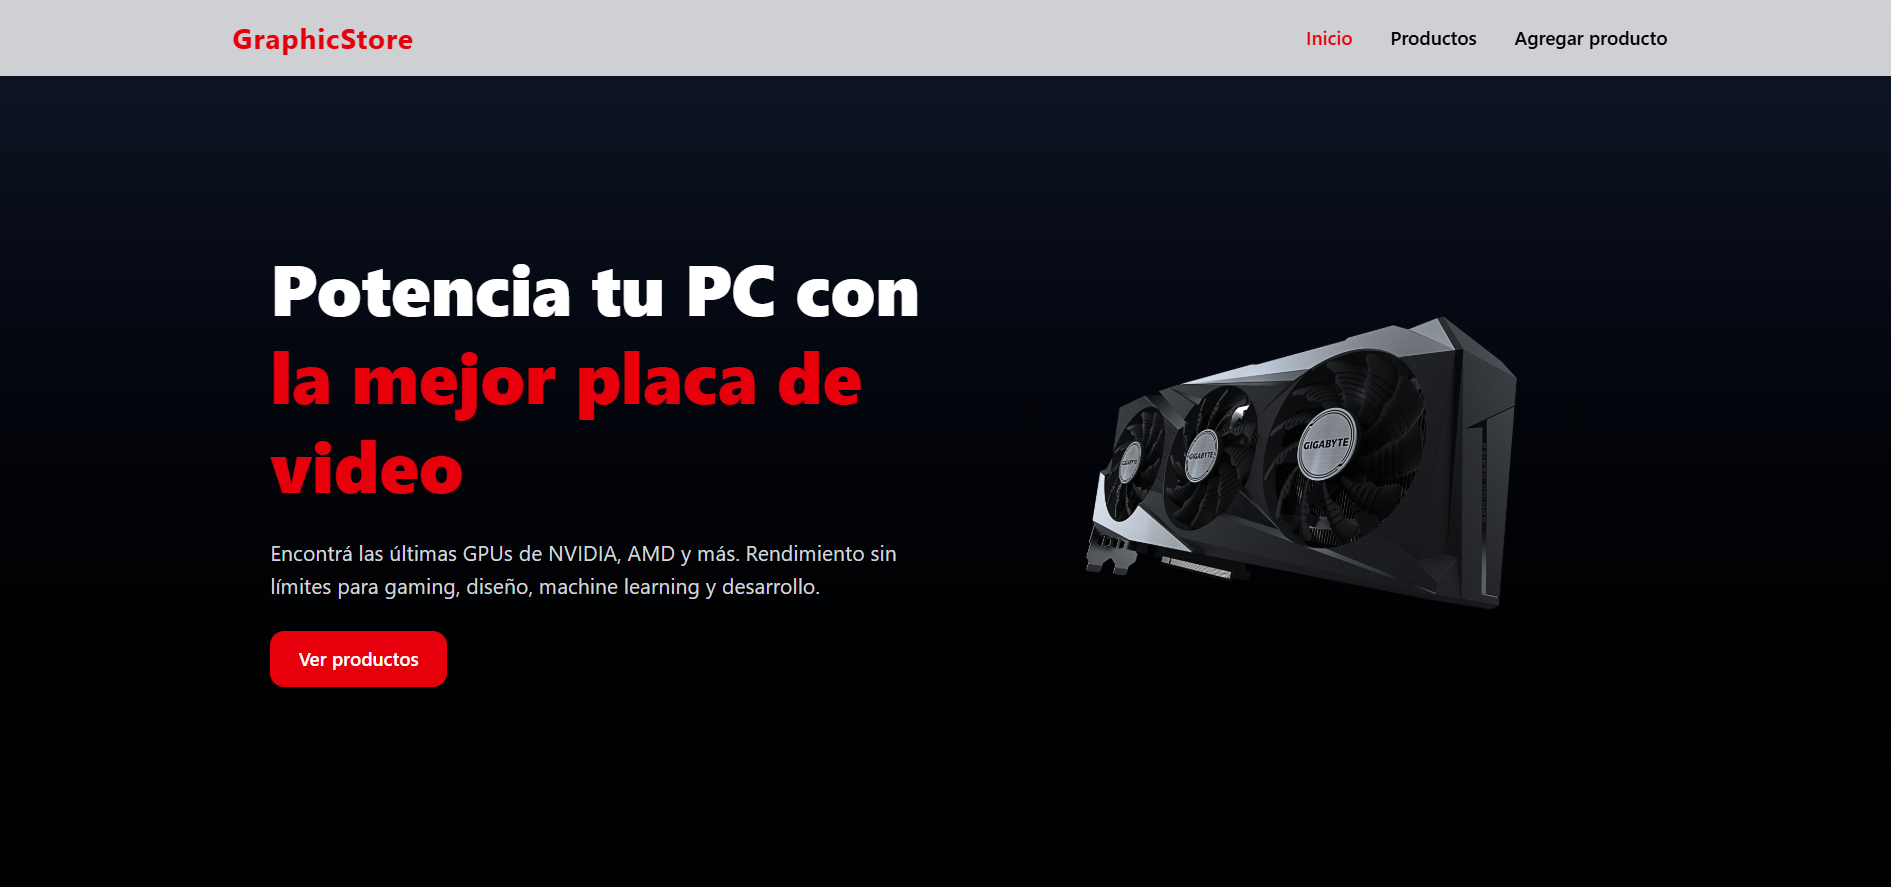 GraphicStore
Inicio
Productos
Agregar producto
Potencia tu PC con
la mejor placa de
video
Encontrá las últimas GPUs de NVIDIA, AMD y más. Rendimiento sin
límites para gaming, diseño, machine learning y desarrollo.
Ver productos
GIGABYTE
GIGABYTE
GIGABYTE